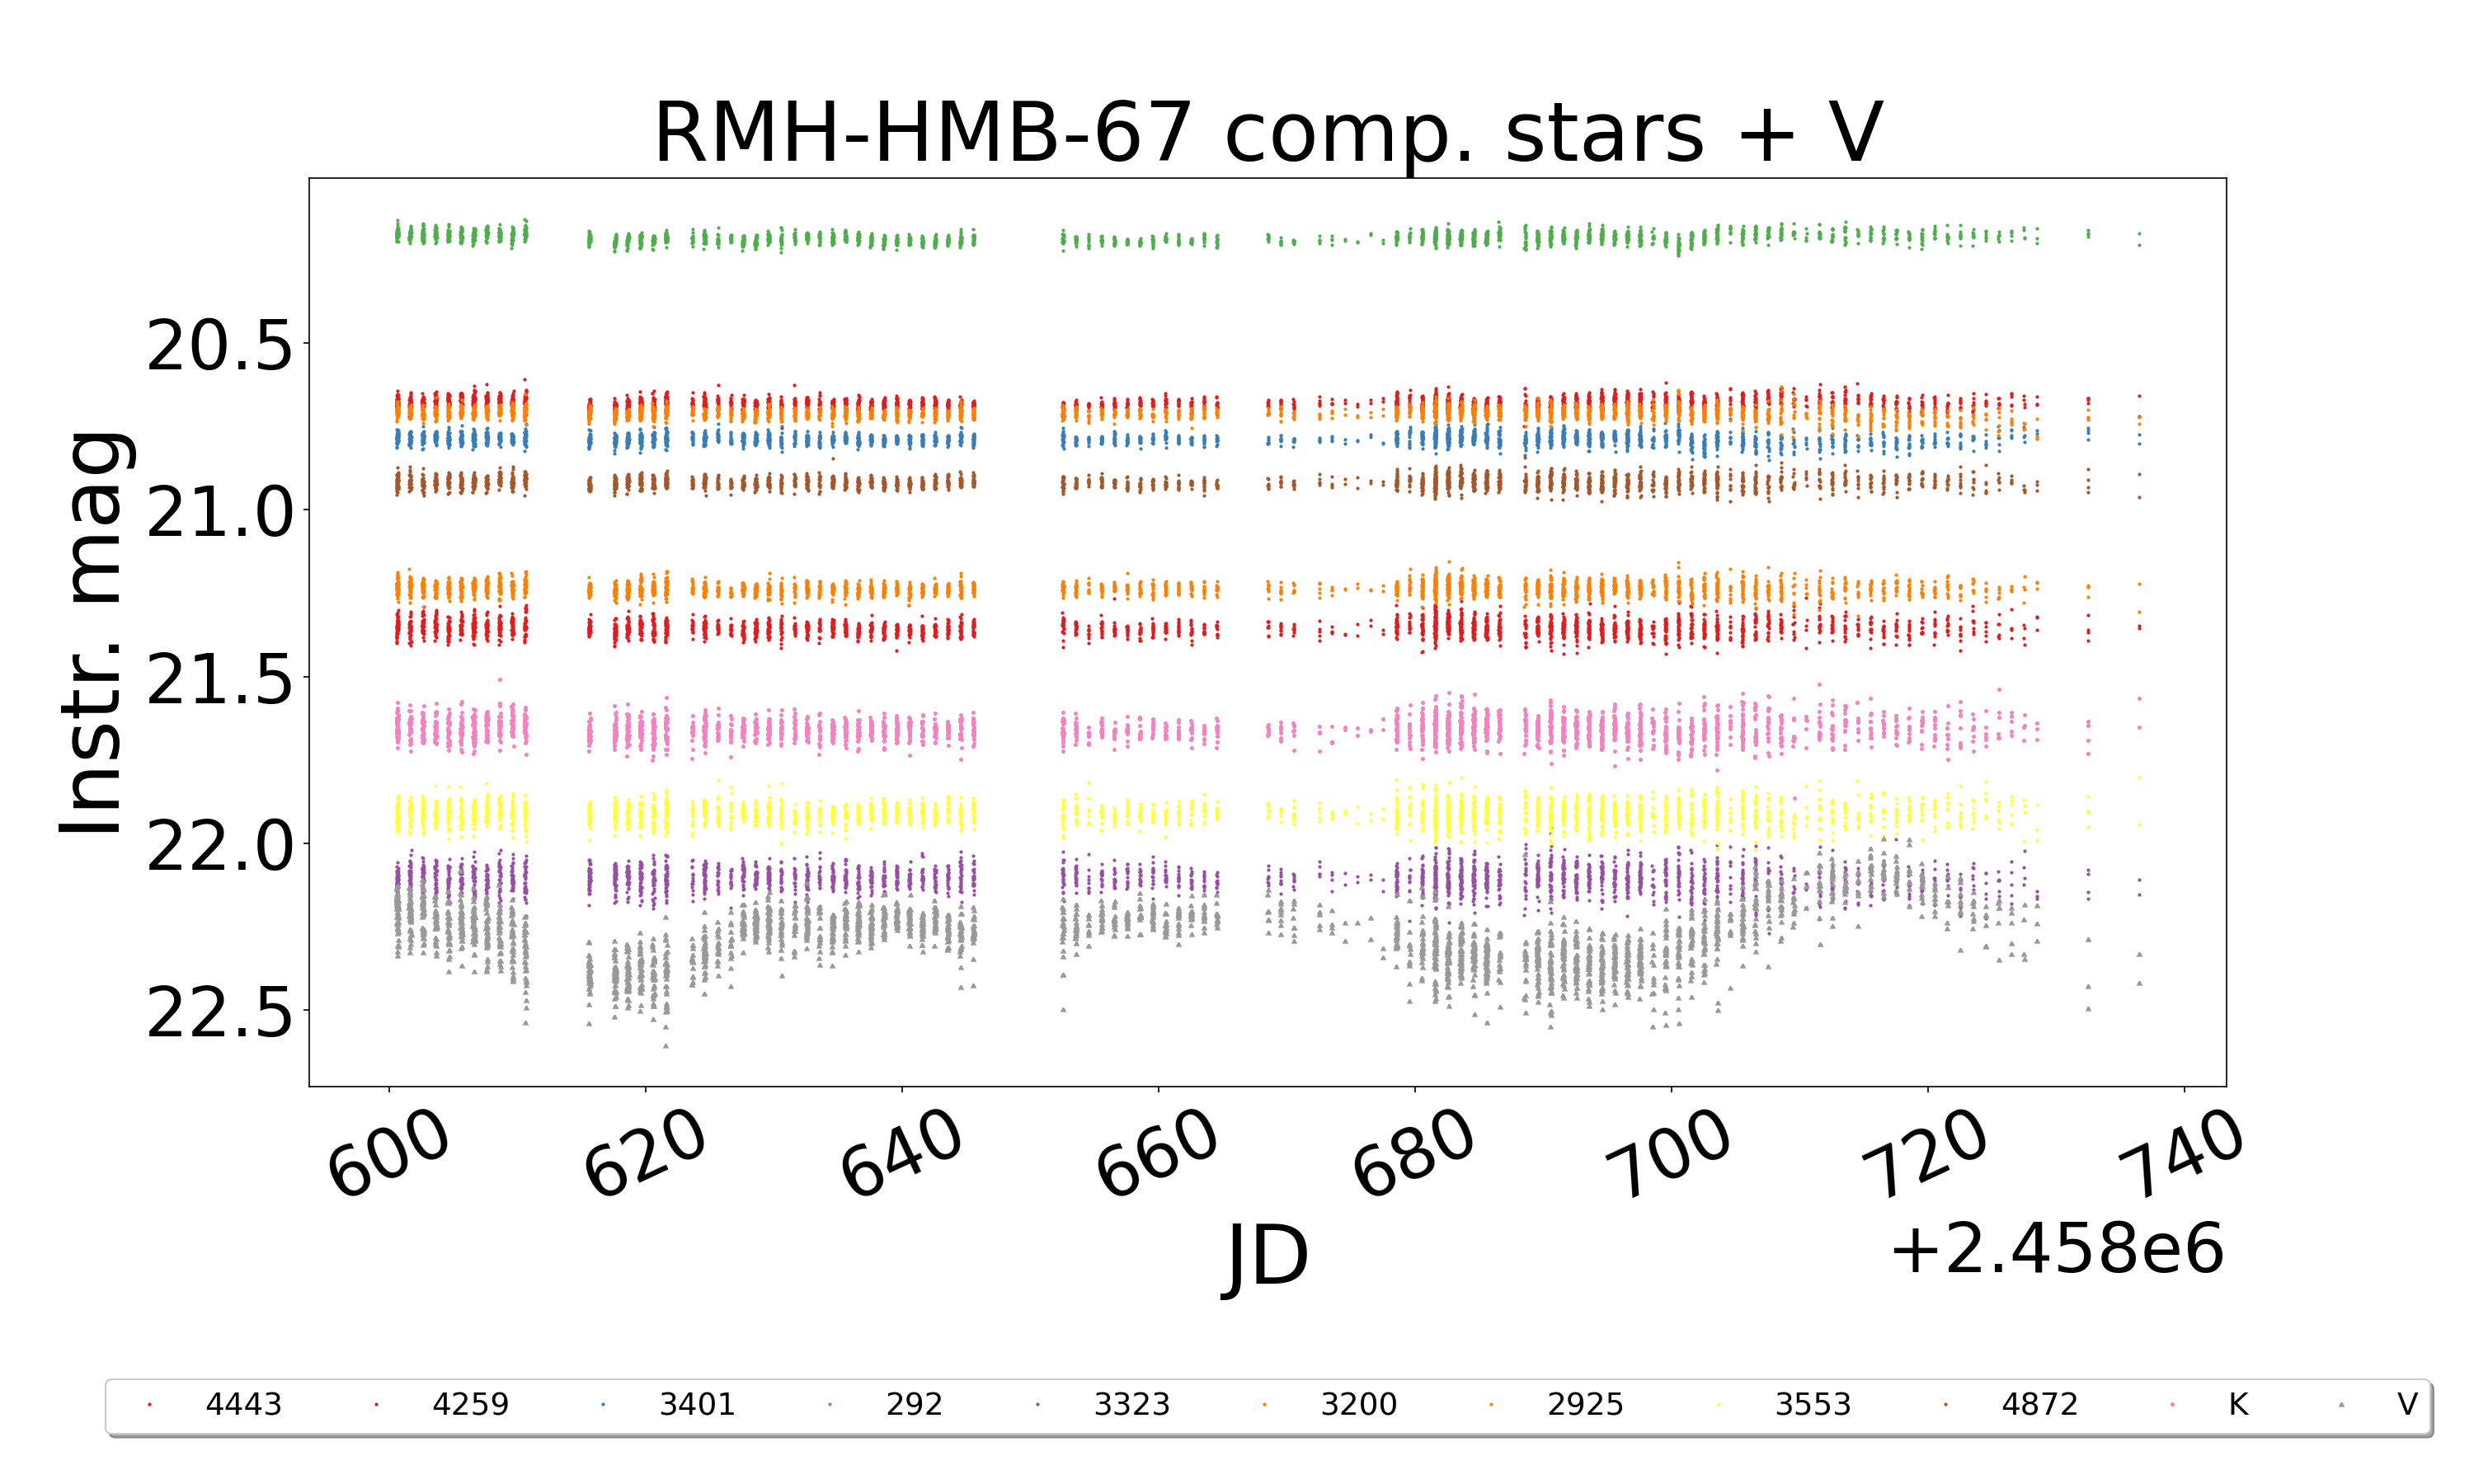 RMH-HMB-67 comp. stars + V
Instr. mag
20.5
21.0
21.5
22.0
22.5
600 620 640 660 680 700 720 740
JD
+2.458e6
4443 4259 3401 292 3323 3200 2925 3553 4872 K V